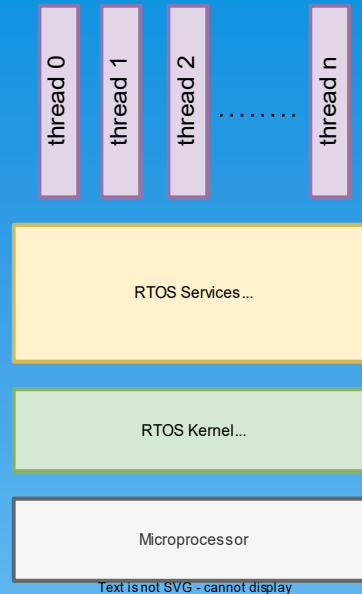 thread 0
thread 1
thread 2
........
thread n
RTOS Services...
RTOS Kernel...
Microprocessor
Text is not SVG - cannot display